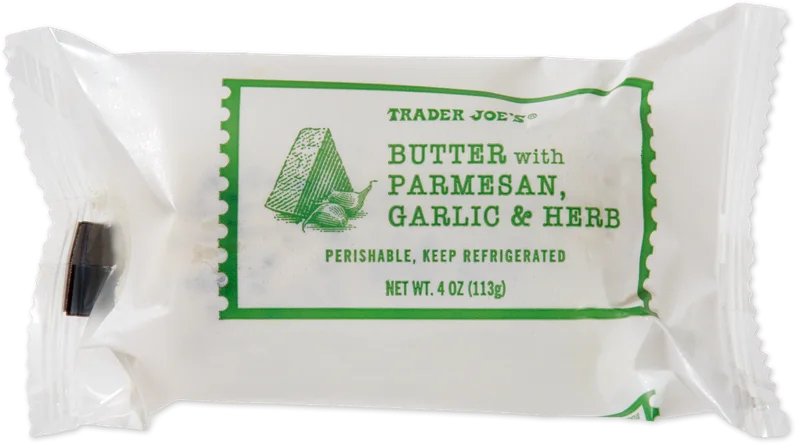 TRADER JOE'S®
BUTTER with
PARMESAN,
GARLIC & HERB
PERISHABLE, KEEP REFRIGERATED
NET WT. 4 OZ (113g)